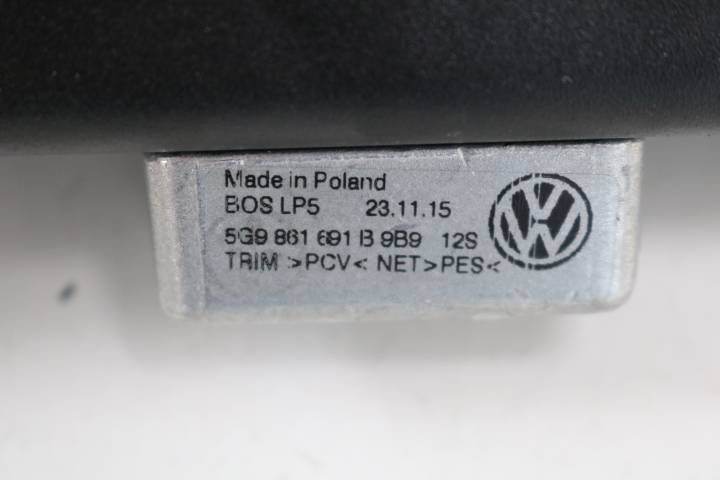 Made in Poland
BOS LP5 23.11.15
5G9 861 691 B 9B9 12S
TRIM >PCV< NET>PES<